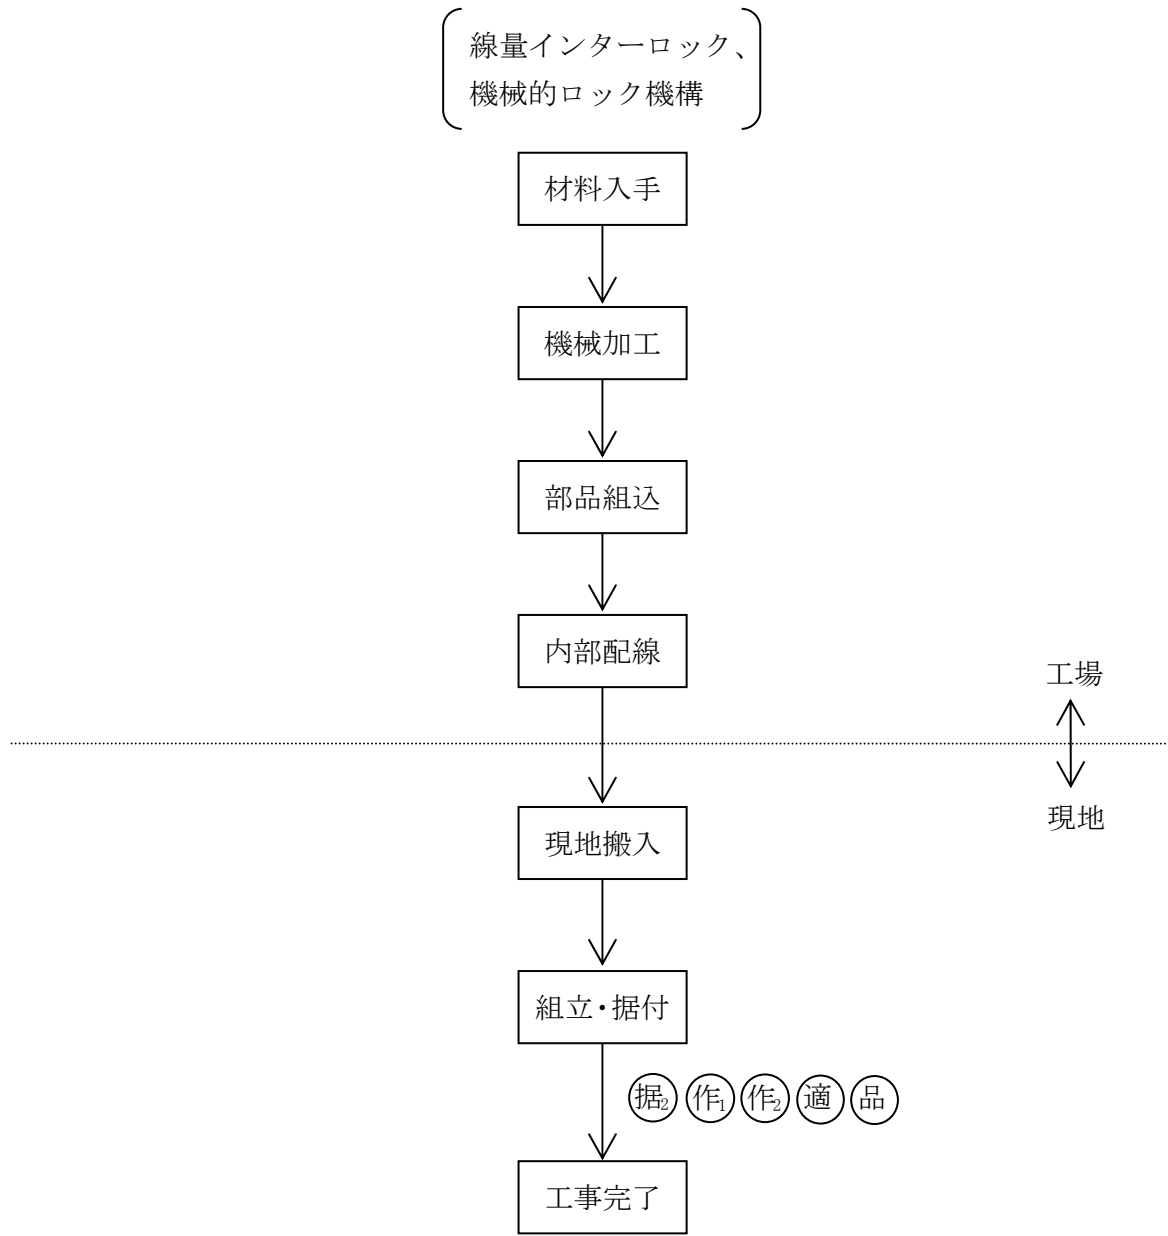 線量インターロック、
機械的ロック機構
材料入手
機械加工
部品組込
内部配線
工場
現地
現地搬入
組立・据付
据2 作1 作2 適 品
工事完了